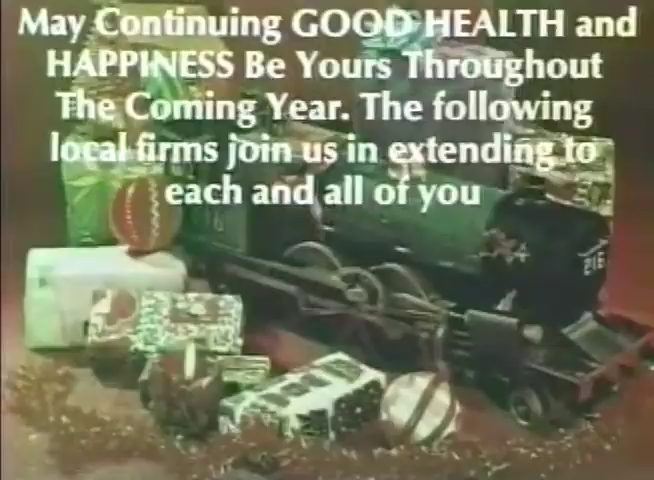 May Continuing GOOD HEALTH and
HAPPINESS Be Yours Throughout
The Coming Year. The following
local firms join us in extending to
each and all of you
216